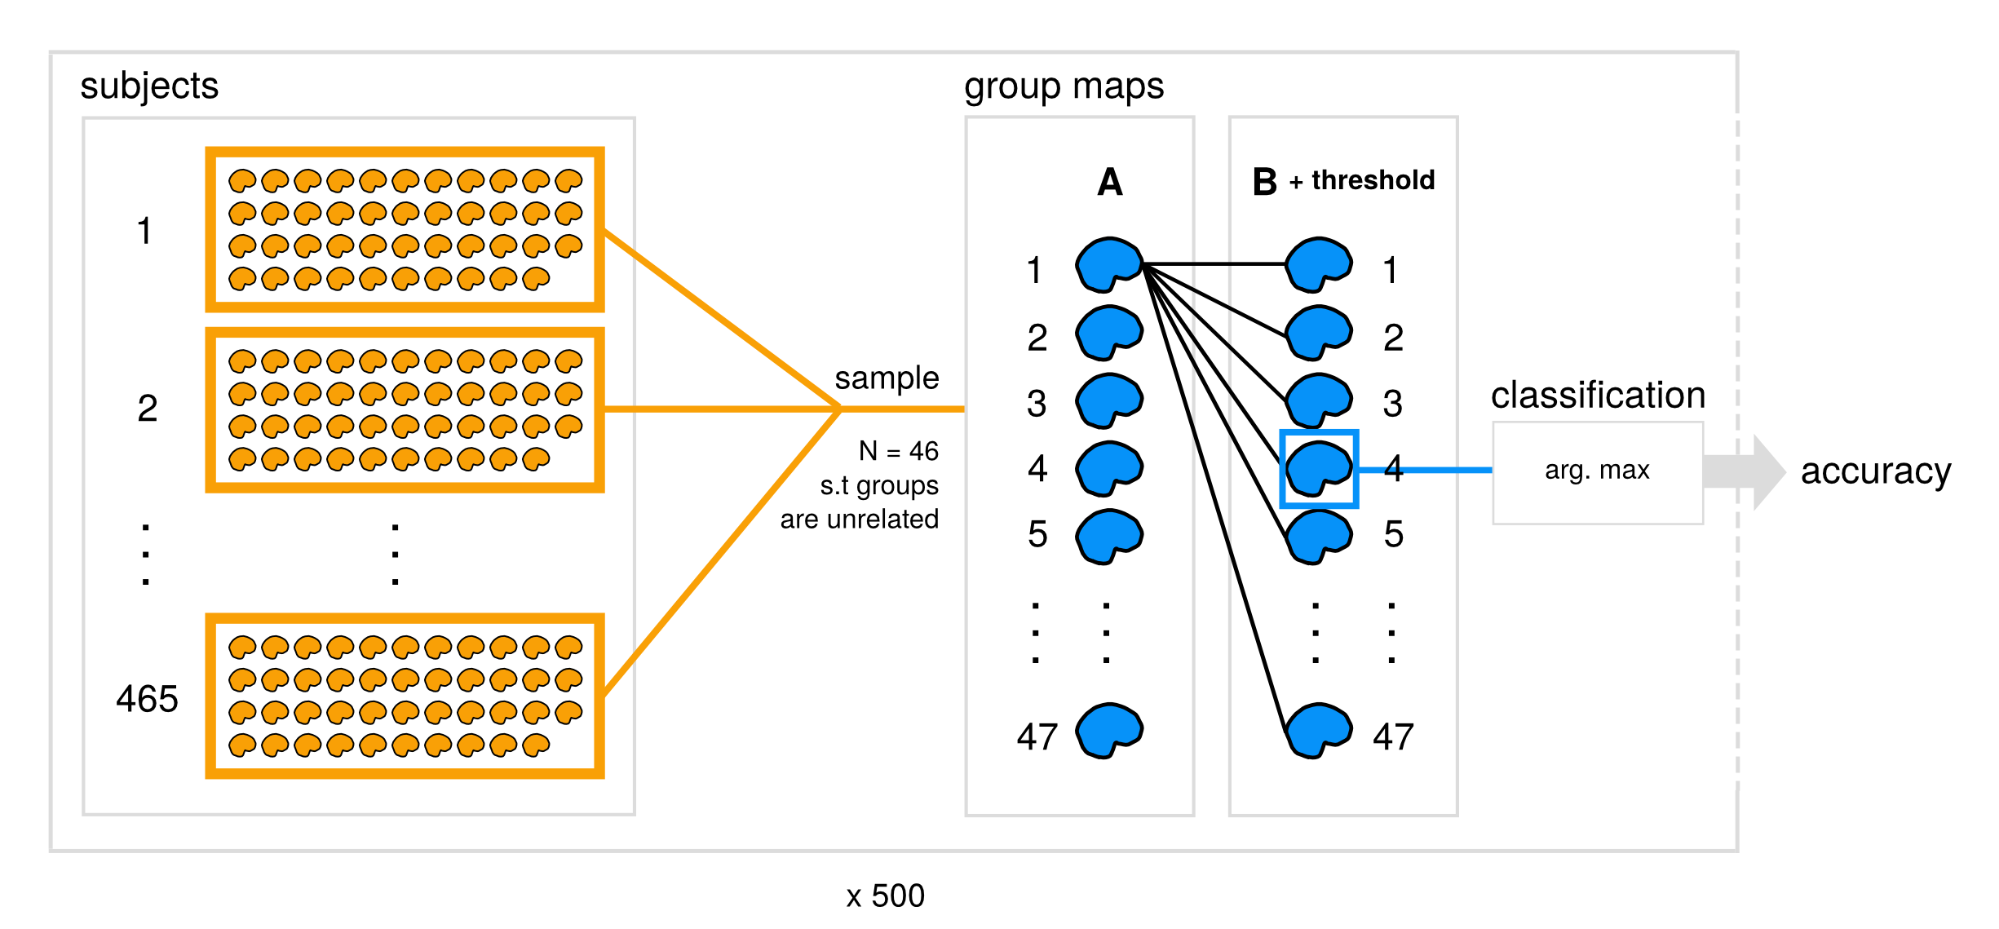 subjects
1
2
465
sample
N = 46
s.t groups
are unrelated
group maps
A
1
2
3
4
5
47
B + threshold
1
2
3
4
5
47
classification
arg. max
accuracy
x 500